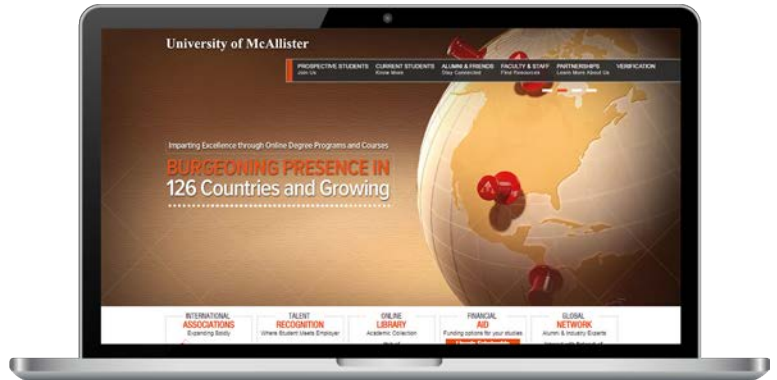 University of McAllister
PROSPECTIVE STUDENTS CURRENT STUDENTS ALUMNI & FRIENDS FACULTY & STAFF PARTNERSHIPS VERIFICATION
Join Us Know More Stay Connected Find Resources Learn More About Us
Imparting Excellence through Online Degree Programs and Courses
BURGEONING PRESENCE IN
126 Countries and Growing
INTERNATIONAL TALENT ONLINE FINANCIAL GLOBAL
ASSOCIATIONS RECOGNITION LIBRARY AID NETWORK
Expanding Boldly Where Student Meets Employer Academic Collection Funding options for your studies Alumni & Industry Experts